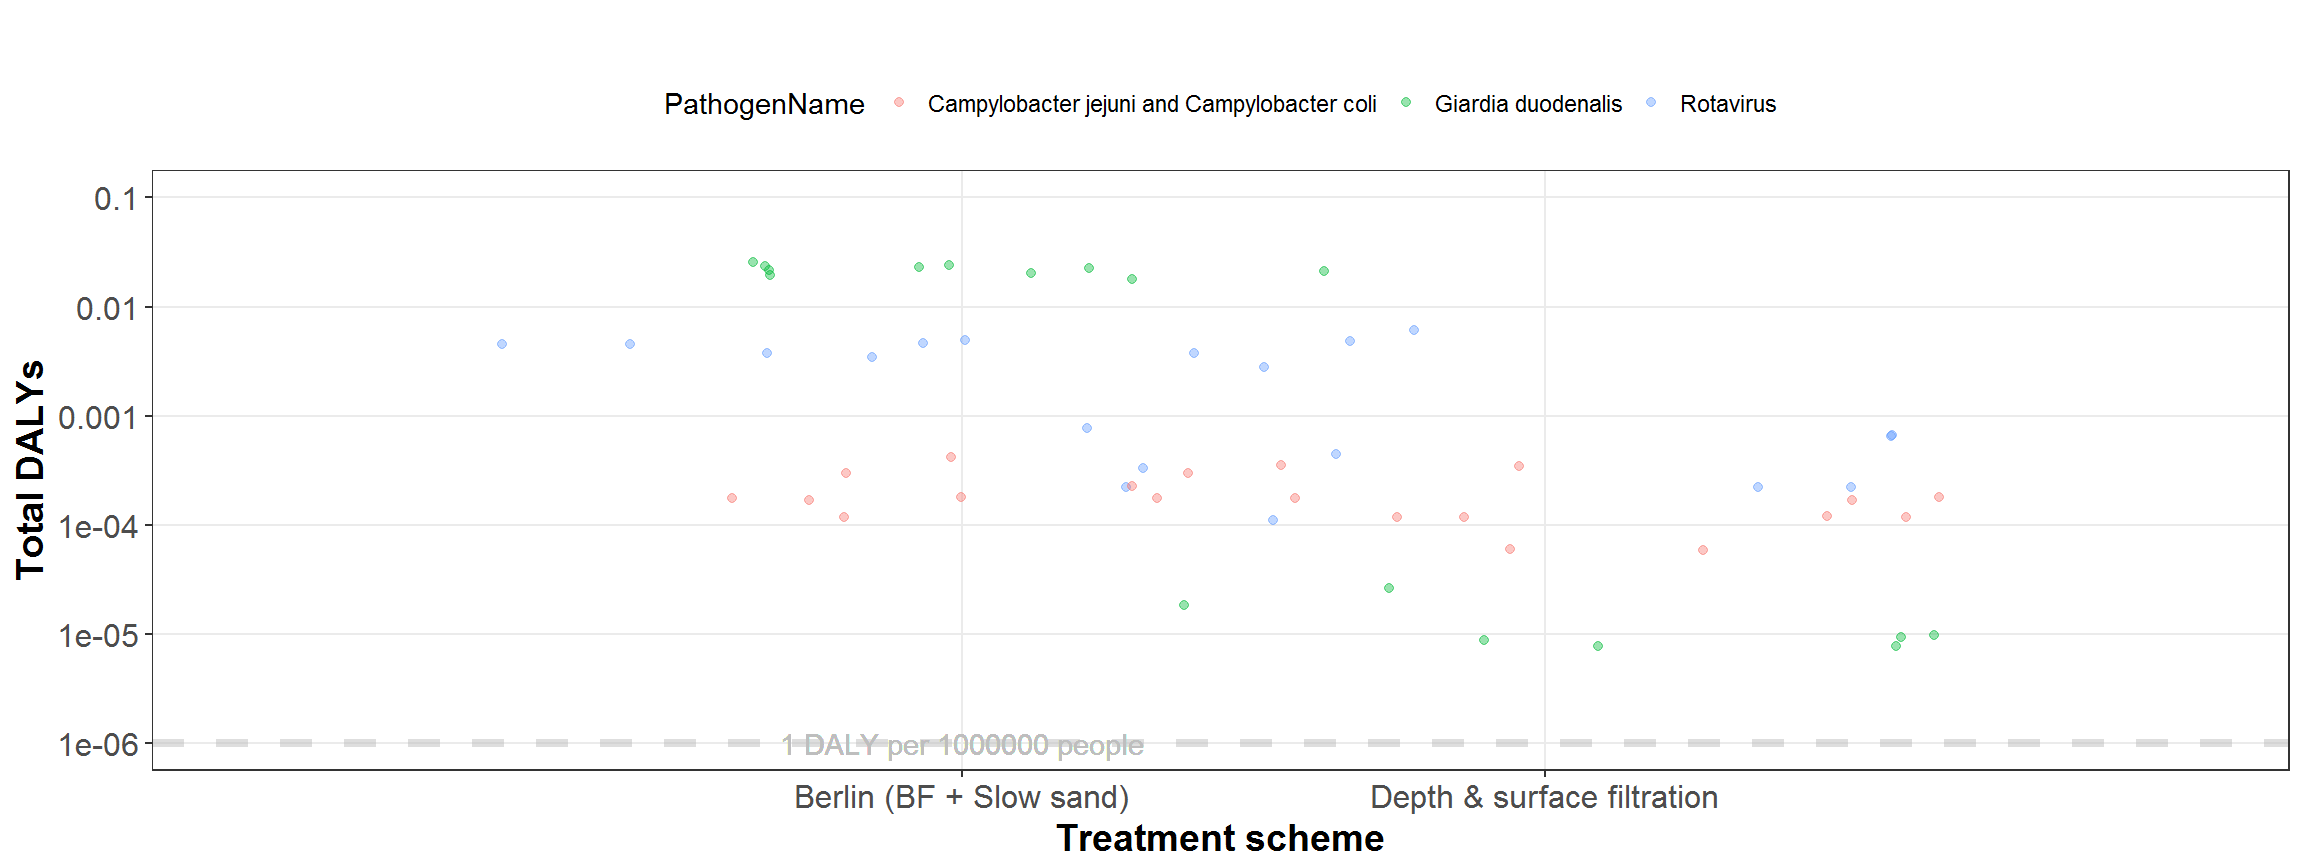 PathogenName Campylobacter jejuni and Campylobacter coli Giardia duodenalis Rotavirus
Total DALYs
0.1
0.01
0.001
1e-04
1e-05
1e-06
1 DALY per 1000000 people
Berlin (BF + Slow sand) Depth & surface filtration
Treatment scheme